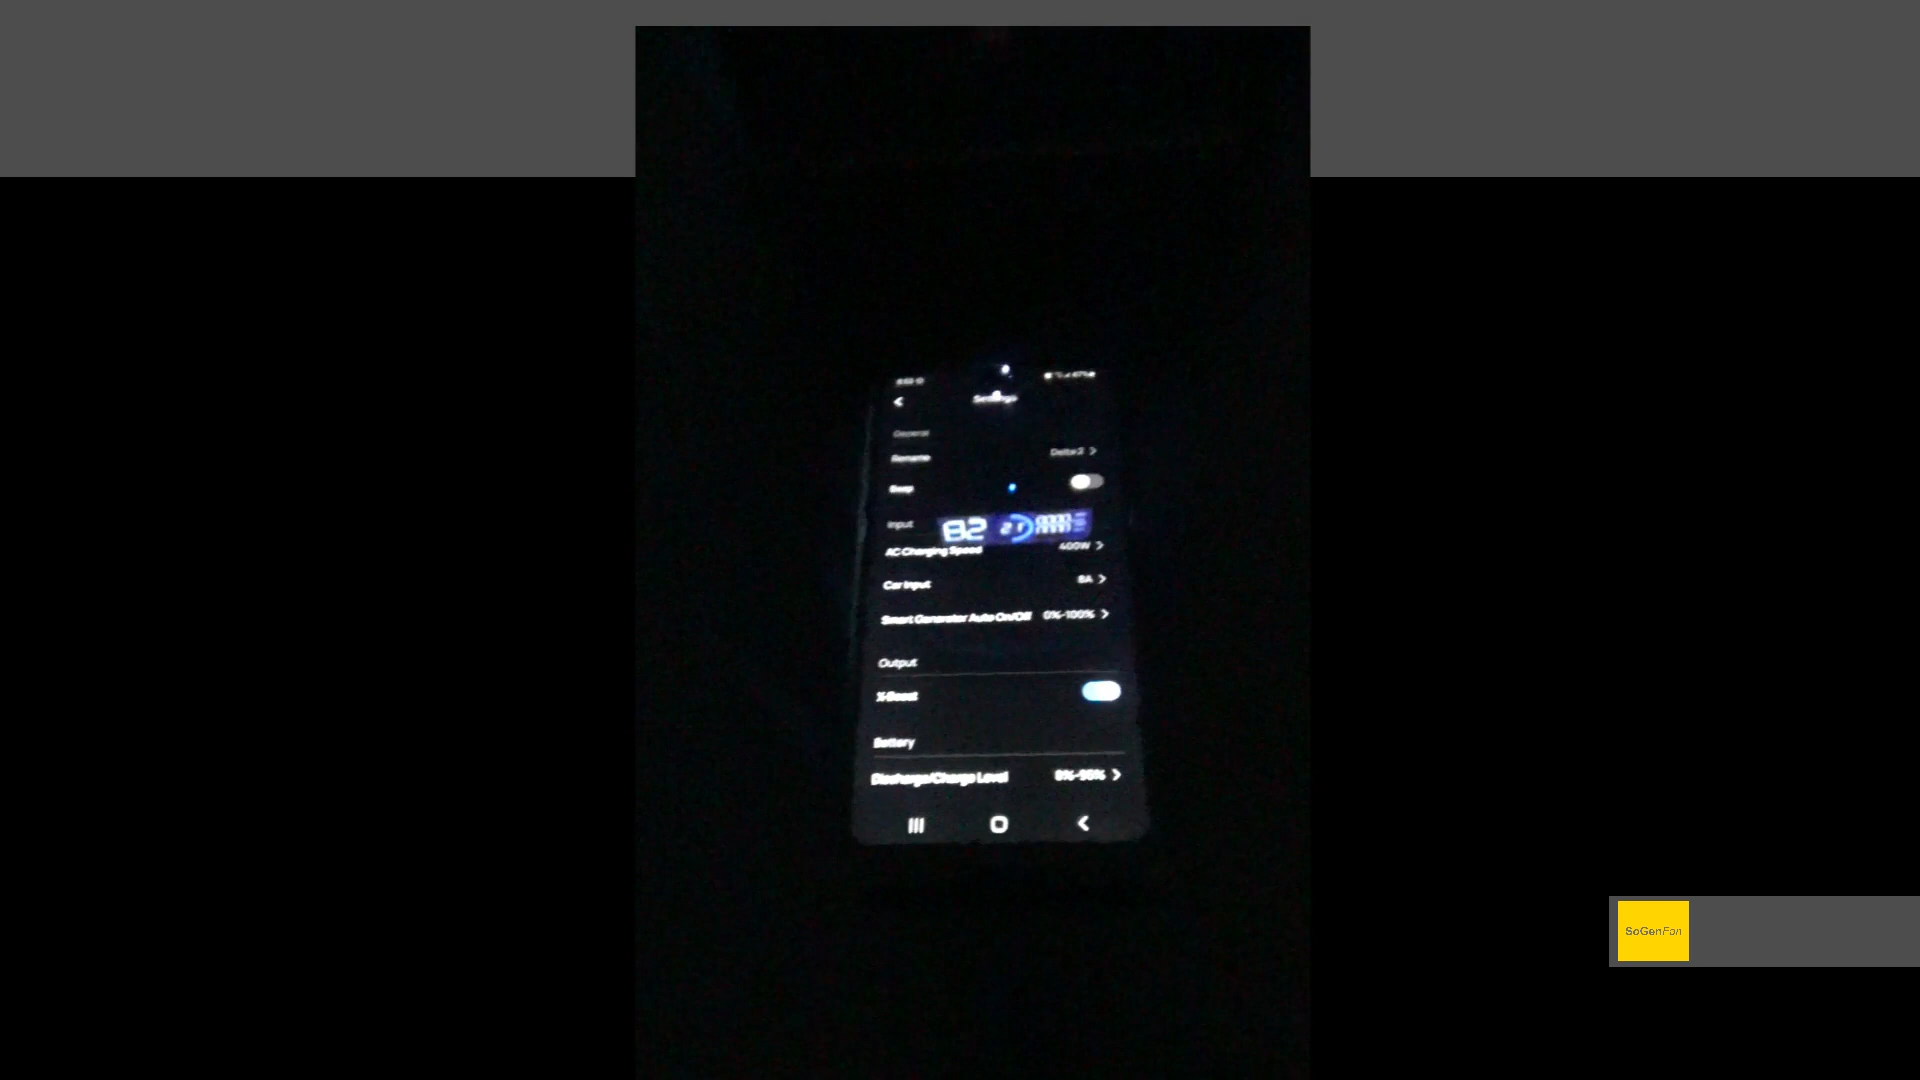 Settings
General
Rename Delta 2
Beep
Input
82 21
AC Charging Speed 400W
Car Input 8A
Smart Generator Auto On/Off 0%-100%
Output
X-Boost
Battery
Discharge/Charge Level
SoGenFan